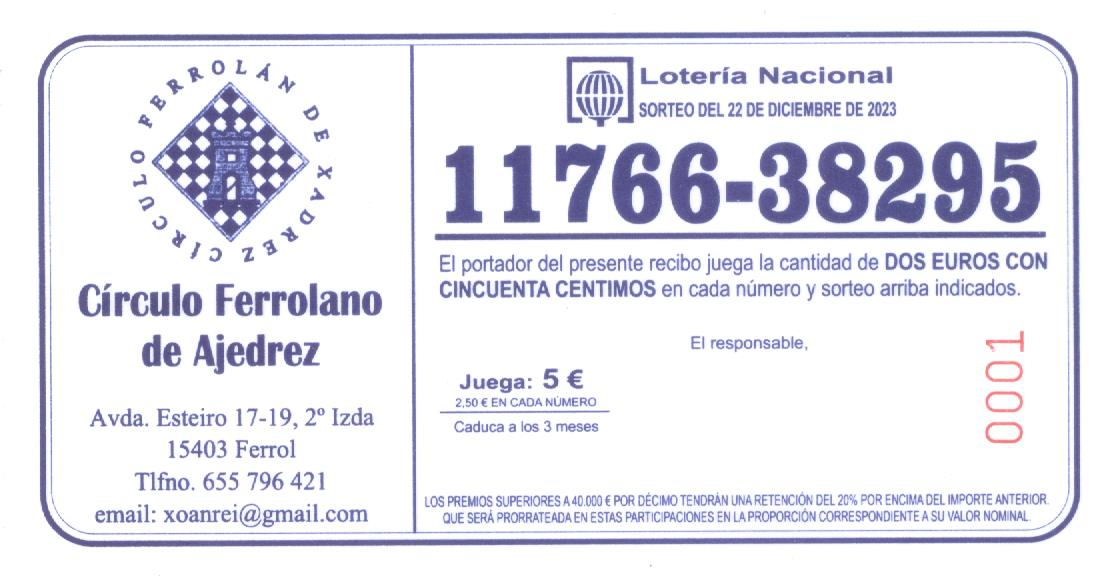 CÍRCULO FERROLÁN DE XADREZ
Círculo Ferrolano
de Ajedrez
Avda. Esteiro 17-19, 2º Izda
15403 Ferrol
Tlfno. 655 796 421
email: xoanrei@gmail.com
Lotería Nacional
SORTEO DEL 22 DE DICIEMBRE DE 2023
11766-38295
El portador del presente recibo juega la cantidad de DOS EUROS CON
CINCUENTA CENTIMOS en cada número y sorteo arriba indicados.
El responsable,
Juega: 5 €
2,50 € EN CADA NÚMERO
Caduca a los 3 meses
0001
LOS PREMIOS SUPERIORES A 40.000 € POR DÉCIMO TENDRÁN UNA RETENCIÓN DEL 20% POR ENCIMA DEL IMPORTE ANTERIOR.
QUE SERÁ PRORRATEADA EN ESTAS PARTICIPACIONES EN LA PROPORCIÓN CORRESPONDIENTE A SU VALOR NOMINAL.